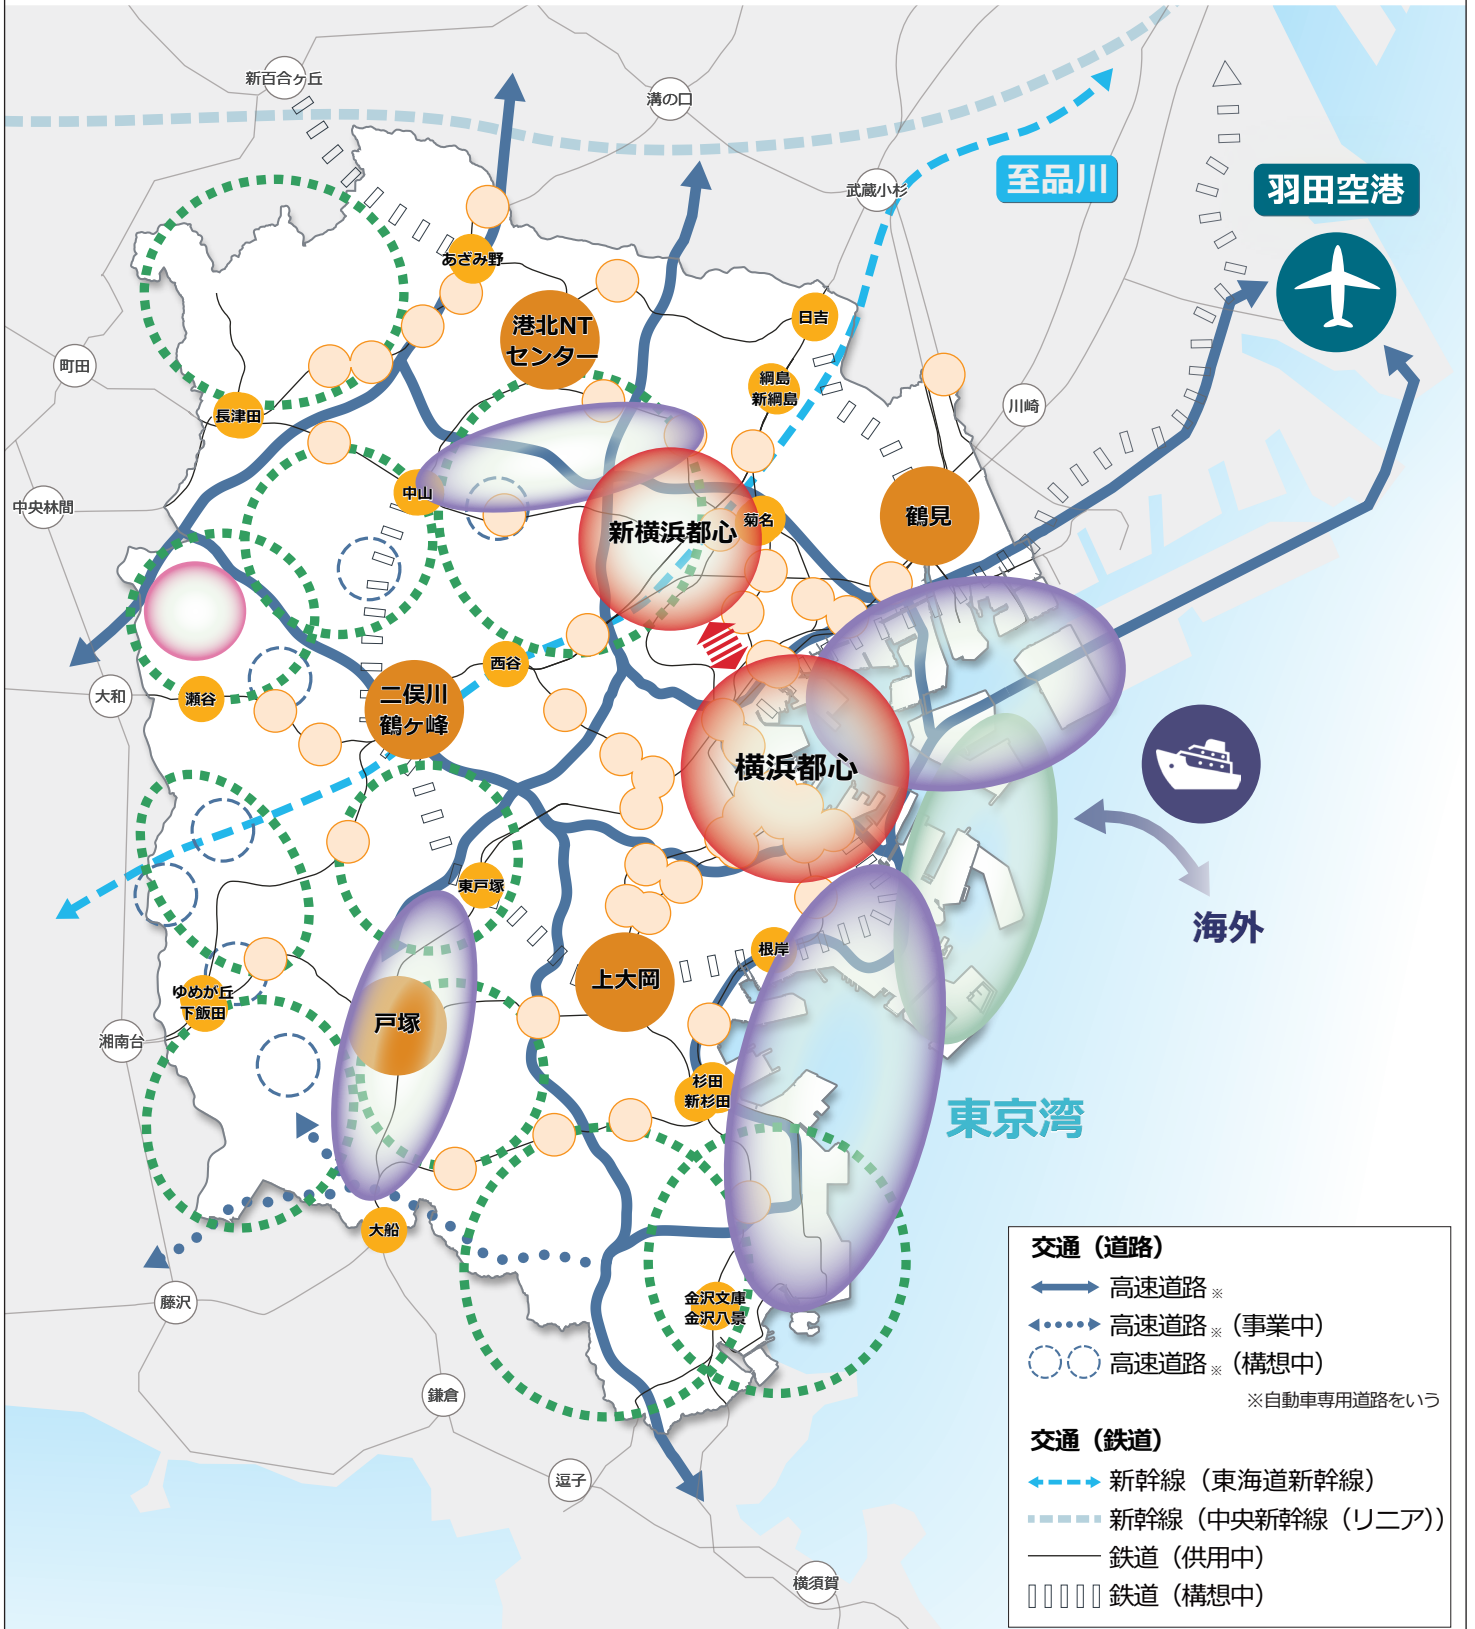 新百合ヶ丘
溝の口
武蔵小杉
至品川
羽田空港
あざみ野
港北NT
センター
日吉
町田
綱島
新綱島
川崎
長津田
中央林間
中山
新横浜都心
菊名
鶴見
西谷
大和
瀬谷
二俣川
鶴ヶ峰
横浜都心
東戸塚
海外
根岸
上大岡
ゆめが丘
下飯田
戸塚
湘南台
杉田
新杉田
東京湾
大船
藤沢
金沢文庫
金沢八景
鎌倉
逗子
横須賀
交通（道路）
高速道路※
高速道路※（事業中）
高速道路※（構想中）
※自動車専用道路をいう
交通（鉄道）
新幹線（東海道新幹線）
新幹線（中央新幹線（リニア））
鉄道（供用中）
鉄道（構想中）